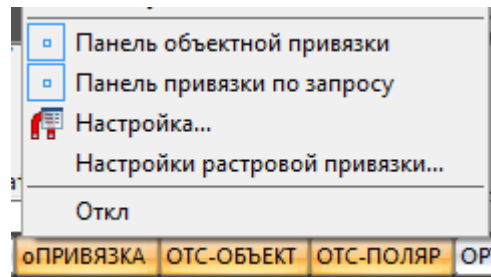 Панель объектной привязки
Панель привязки по запросу
Настройка...
Настройки растровой привязки...
Откл
оПРИВЯЗКА ОТС-ОБЪЕКТ ОТС-ПОЛЯР